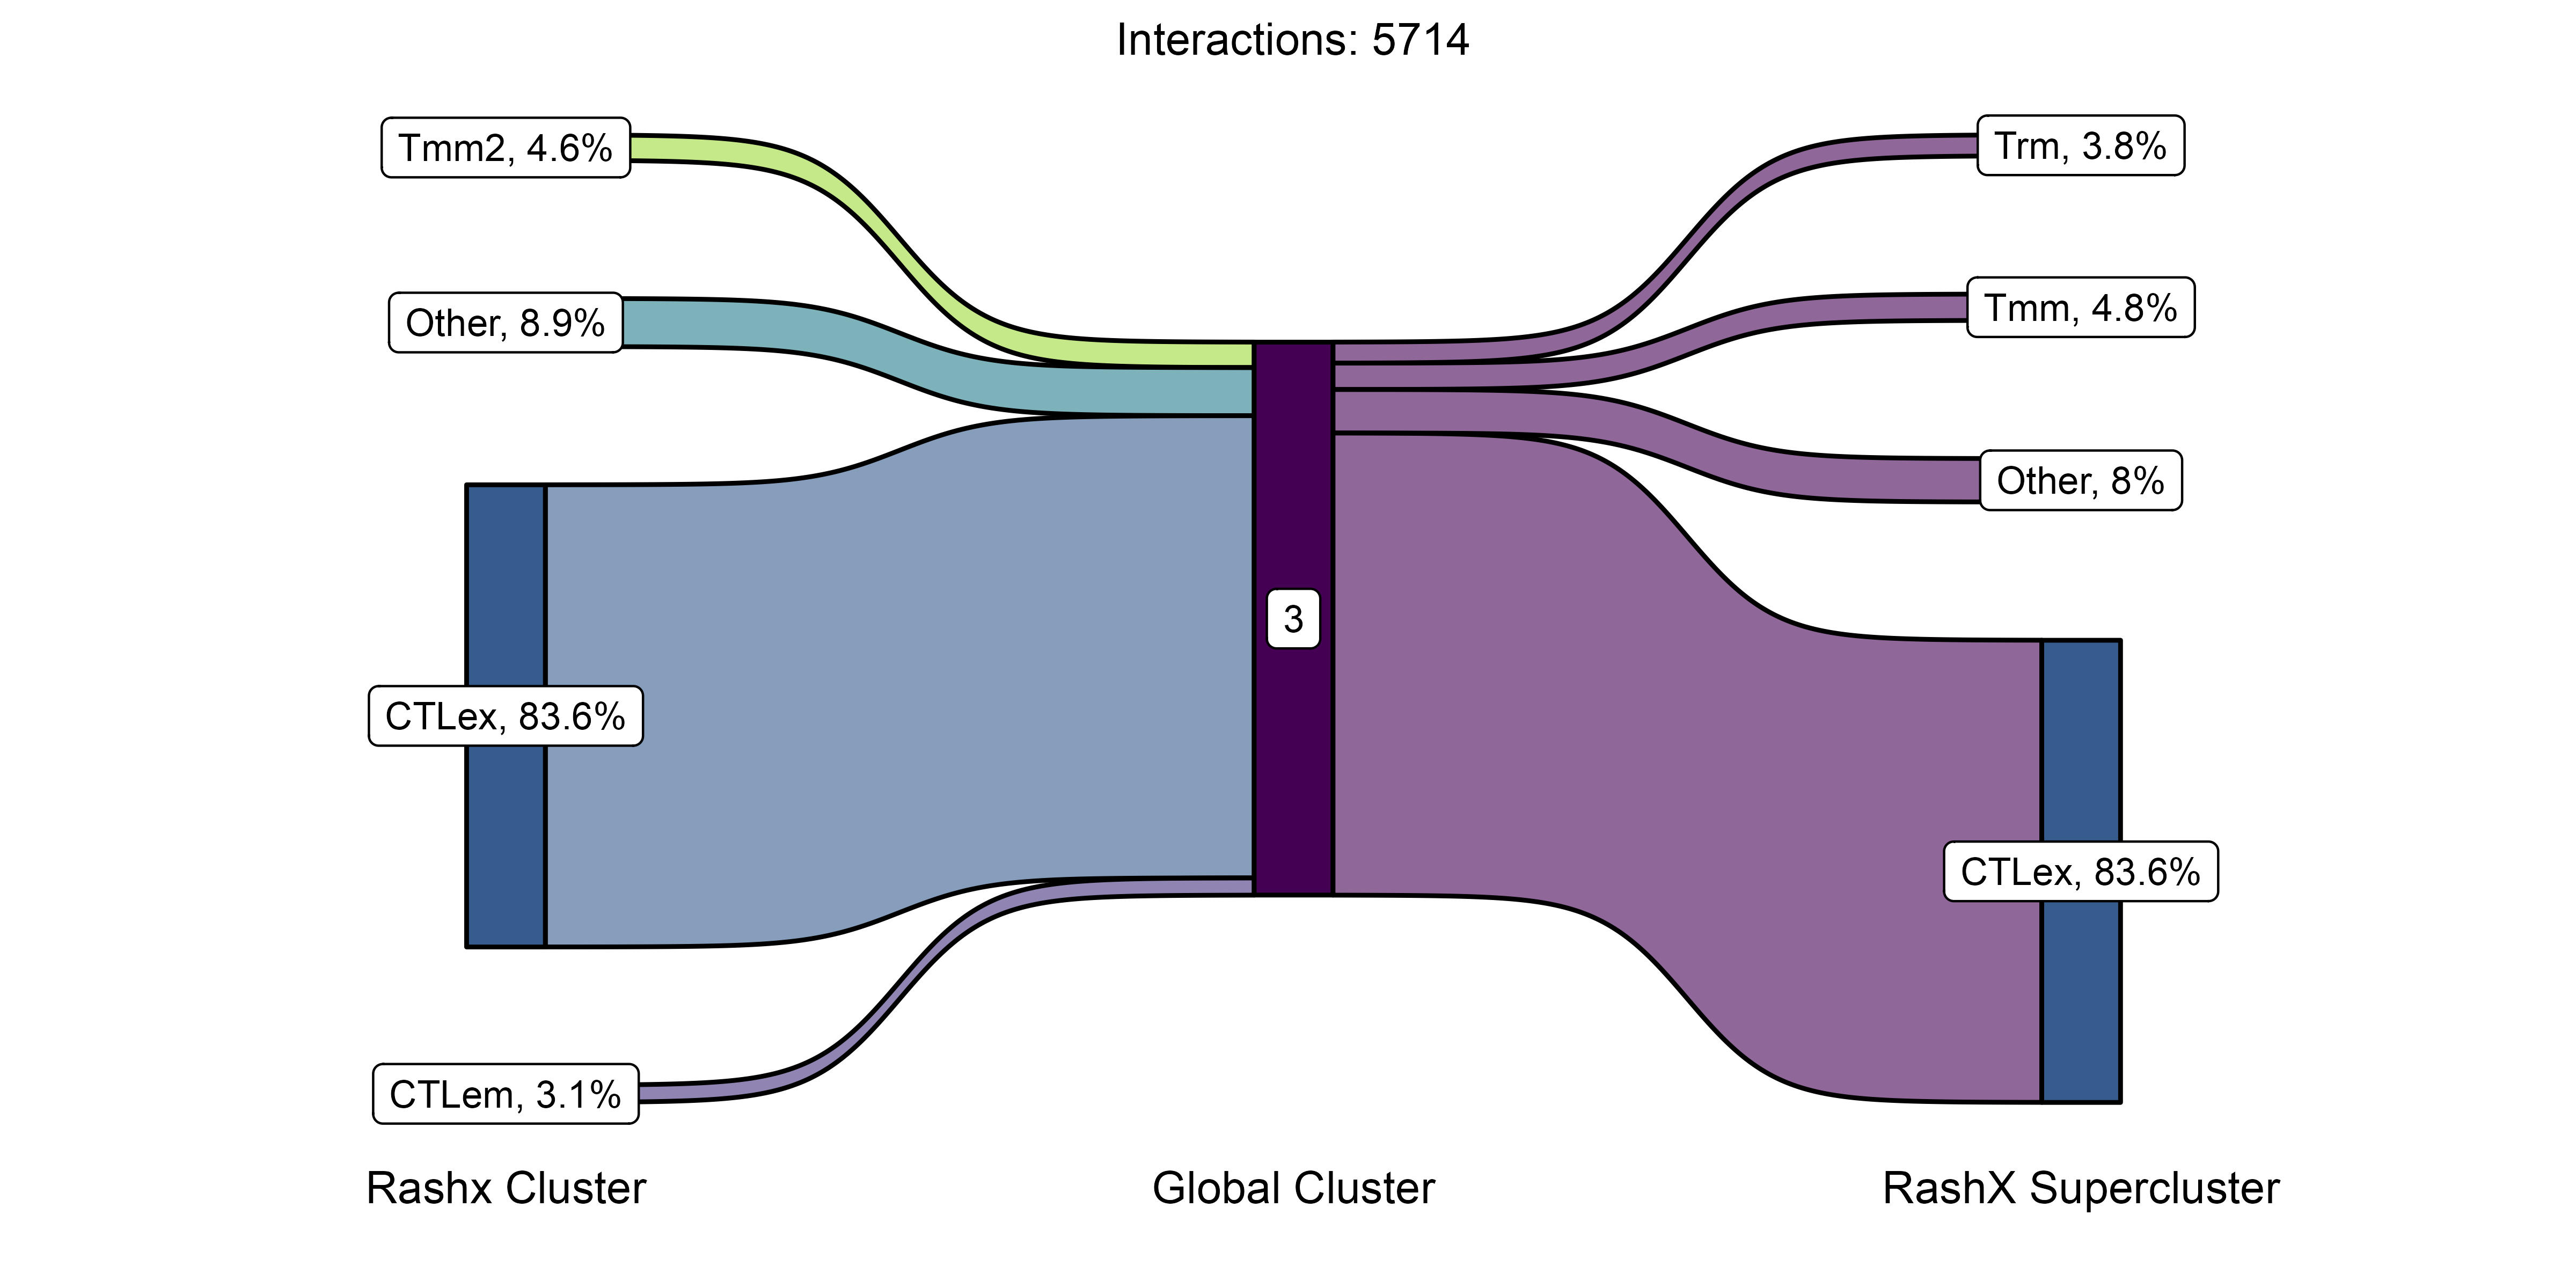 Interactions: 5714
Tmm2, 4.6%
Other, 8.9%
CTLex, 83.6%
CTLem, 3.1%
3
Trm, 3.8%
Tmm, 4.8%
Other, 8%
CTLex, 83.6%
Rashx Cluster
Global Cluster
RashX Supercluster